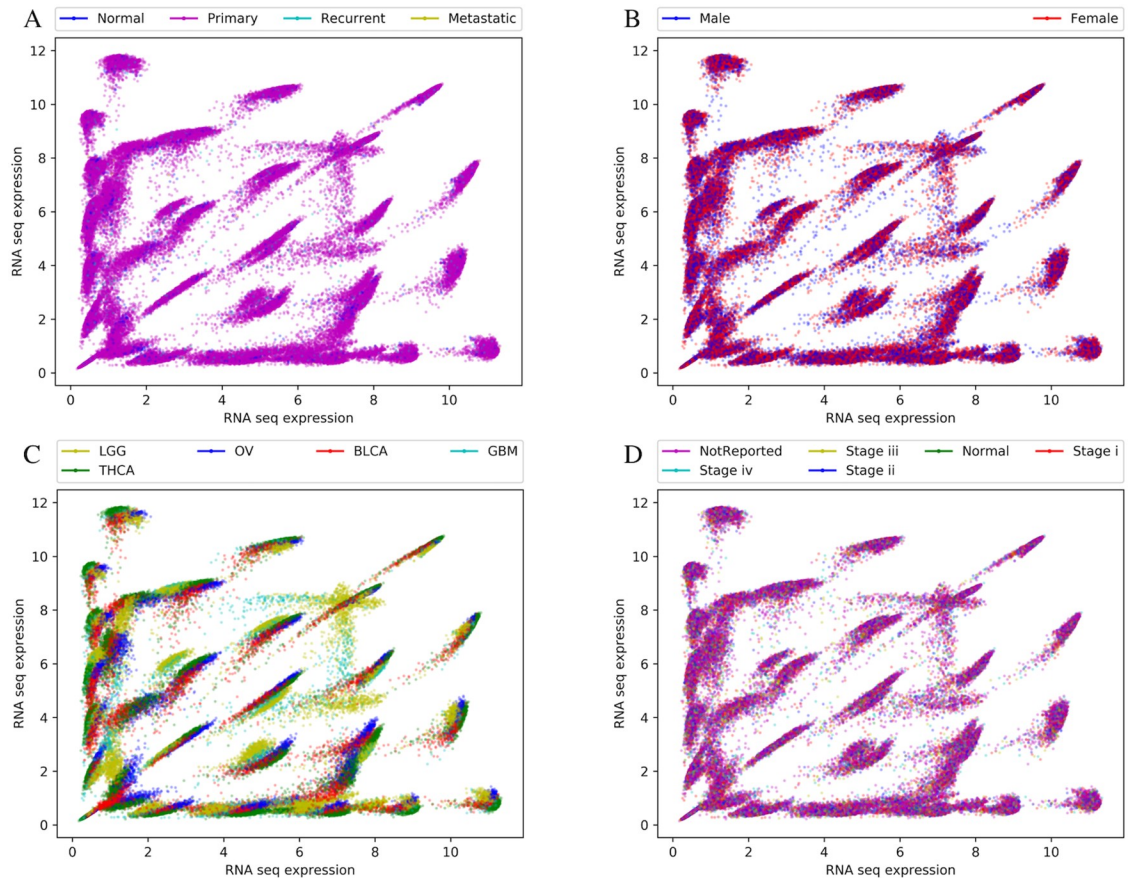 A
Normal Primary Recurrent Metastatic
12
10
8
6
4
2
0
RNA seq expression
0 2 4 6 8 10
RNA seq expression
B
Male Female
12
10
8
6
4
2
0
RNA seq expression
0 2 4 6 8 10
RNA seq expression
C
LGG OV BLCA GBM
THCA
12
10
8
6
4
2
0
RNA seq expression
0 2 4 6 8 10
RNA seq expression
D
NotReported Stage iii Normal Stage i
Stage iv Stage ii
12
10
8
6
4
2
0
RNA seq expression
0 2 4 6 8 10
RNA seq expression